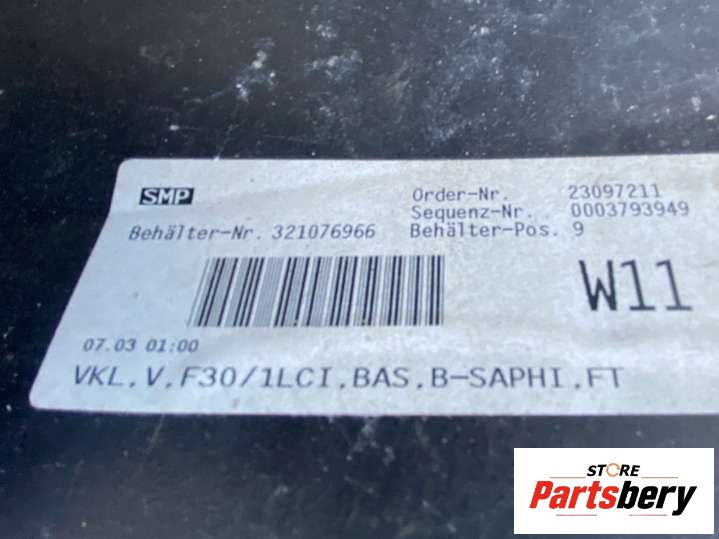 SMP
Order-Nr. 23097211
Sequenz-Nr. 0003793949
Behälter-Nr. 321076966 Behälter-Pos. 9
W11
07.03 01:00
VKL.V.F30/1LCI.BAS.B-SAPHI.FT
STORE
Partsbery